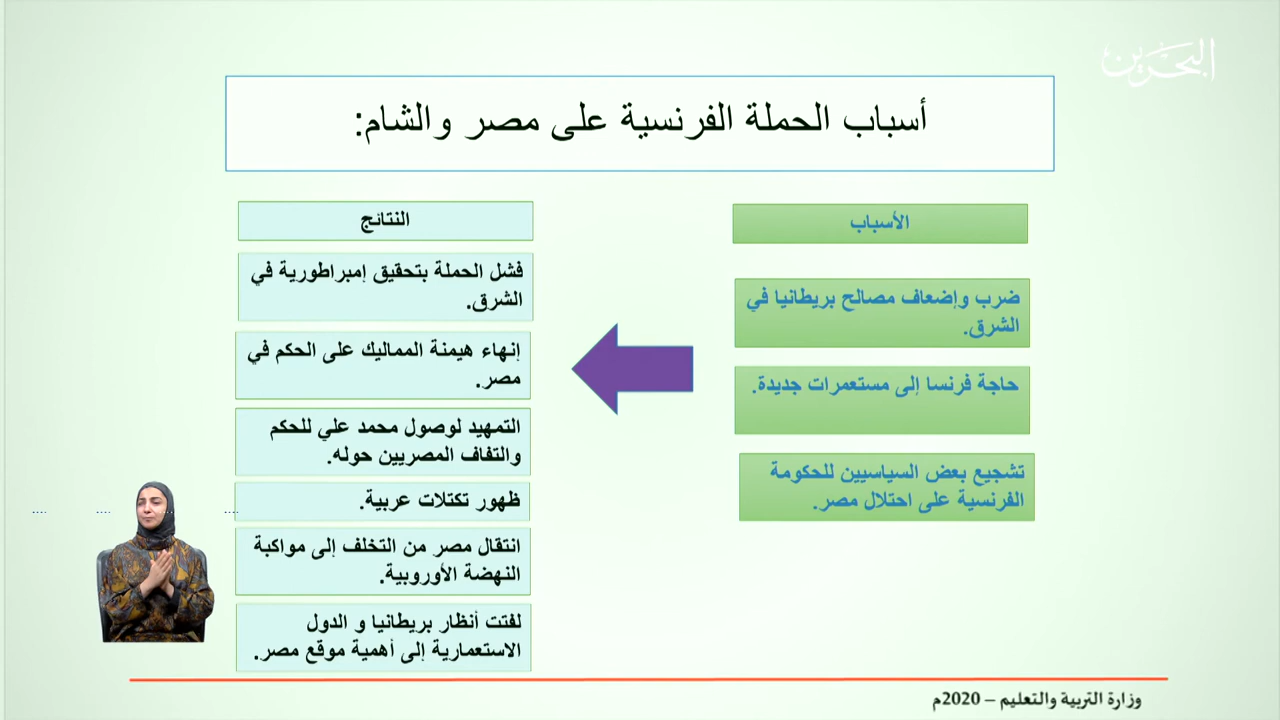 البحرين
أسباب الحملة الفرنسية على مصر والشام:
الأسباب
ضرب وإضعاف مصالح بريطانيا في
الشرق.
حاجة فرنسا إلى مستعمرات جديدة.
تشجيع بعض السياسيين للحكومة
الفرنسية على احتلال مصر.
النتائج
فشل الحملة بتحقيق إمبراطورية في
الشرق.
إنهاء هيمنة المماليك على الحكم في
مصر.
التمهيد لوصول محمد علي للحكم
والتفاف المصريين حوله.
ظهور تكتلات عربية.
انتقال مصر من التخلف إلى مواكبة
النهضة الأوروبية.
لفتت أنظار بريطانيا و الدول
الاستعمارية إلى أهمية موقع مصر.
وزارة التربية والتعليم – 2020م